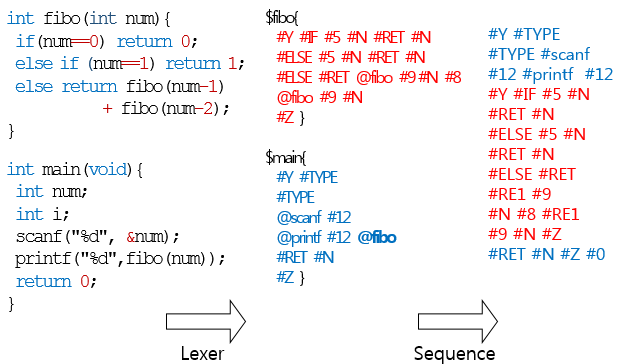 int fibo(int num){
if(num==0) return 0;
else if (num==1) return 1;
else return fibo(num-1)
+ fibo(num-2);
}
int main(void){
int num;
int i;
scanf("%d", &num);
printf("%d",fibo(num));
return 0;
}
$fibo{
#Y #IF #5 #N #RET #N
#ELSE #5 #N #RET #N
#ELSE #RET @fibo #9 #N #8
@fibo #9 #N
#Z }
$main{
#Y #TYPE
#TYPE
@scanf #12
@printf #12 @fibo
#RET #N
#Z }
#Y #TYPE
#TYPE #scanf
#12 #printf #12
#Y #IF #5 #N
#RET #N
#ELSE #5 #N
#RET #N
#ELSE #RET
#RE1 #9
#N #8 #RE1
#9 #N #Z
#RET #N #Z #0
Lexer
Sequence